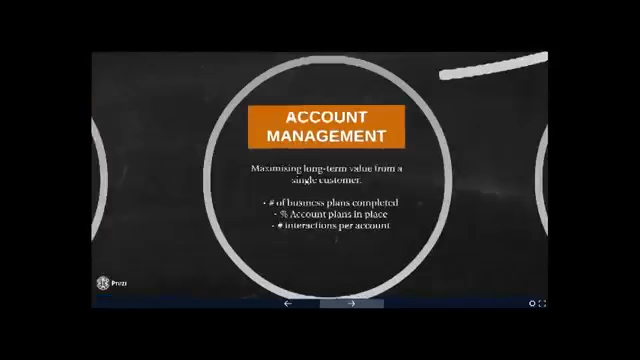 ACCOUNT
MANAGEMENT
Maximising long-term value from a
single customer.
- # of business plans completed
- % Account plans in place
- # interactions per account
Prezi